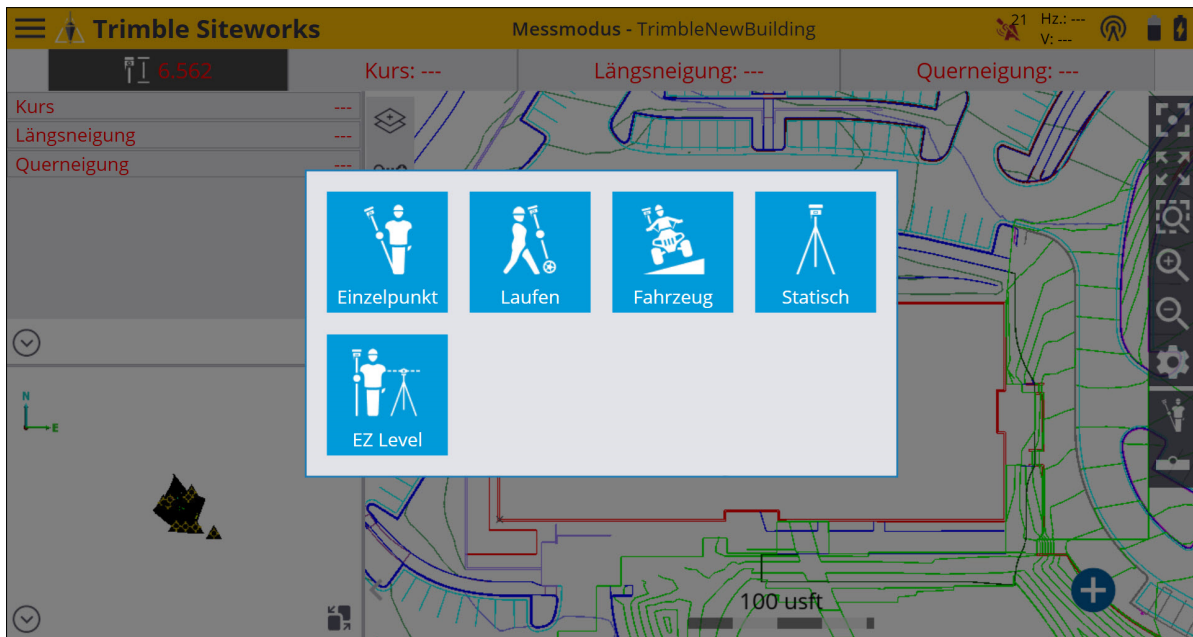 Trimble Siteworks
Messmodus - TrimbleNewBuilding
21
Hz.: ---
V: ---
6.562
Kurs: ---
Längsneigung: ---
Querneigung: ---
Kurs ---
Längsneigung ---
Querneigung ---
Einzelpunkt
Laufen
Fahrzeug
Statisch
EZ Level
N
E
100 usft